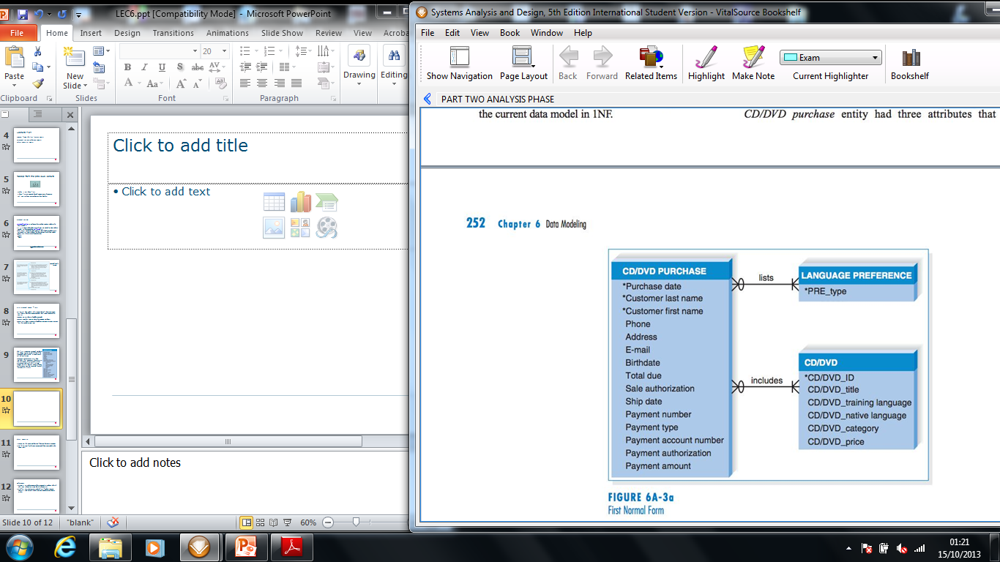 LEC6.ppt [Compatibility Mode] - Microsoft PowerPoint
File Home Insert Design Transitions Animations Slide Show Review View Acroba
Paste
New
Slide
20
B I U S abc AV
A Aa A A
Drawing
Editing
Clipboard
Slides
Font
Paragraph
4
5
6
7
8
9
10
11
12
Click to add title
• Click to add text
Click to add notes
Slide 10 of 12 "blank" 60%
Systems Analysis and Design, 5th Edition International Student Version - VitalSource Bookshelf
File Edit View Book Window Help
Exam
Show Navigation Page Layout Back Forward Related Items Highlight Make Note Current Highlighter Bookshelf
PART TWO ANALYSIS PHASE
the current data model in 1NF.
CD/DVD purchase entity had three attributes that
252 Chapter 6 Data Modeling
CD/DVD PURCHASE
*Purchase date
*Customer last name
*Customer first name
Phone
Address
E-mail
Birthdate
Total due
Sale authorization
Ship date
Payment number
Payment type
Payment account number
Payment authorization
Payment amount
lists
LANGUAGE PREFERENCE
*PRE_type
includes
CD/DVD
*CD/DVD_ID
CD/DVD_title
CD/DVD_training language
CD/DVD_native language
CD/DVD_category
CD/DVD_price
FIGURE 6A-3a
First Normal Form
01:21
15/10/2013